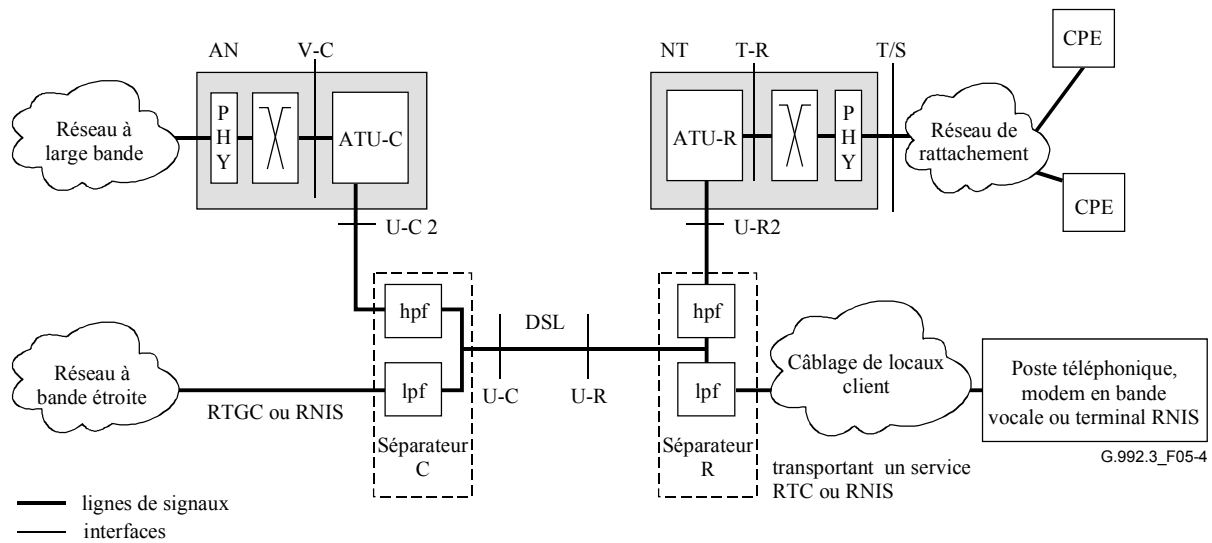 AN
V-C
NT
T-R
T/S
CPE
Réseau à
large bande
P
H
Y
ATU-C
ATU-R
P
H
Y
Réseau de
rattachement
CPE
U-C 2
U-R2
hpf
hpf
DSL
Réseau à
bande étroite
RTGC ou RNIS
lpf
U-C
U-R
lpf
Câblage de locaux
client
Poste téléphonique,
modem en bande
vocale ou terminal RNIS
Séparateur
C
Séparateur
R
transportant un service
RTC ou RNIS
G.992.3_F05-4
lignes de signaux
interfaces